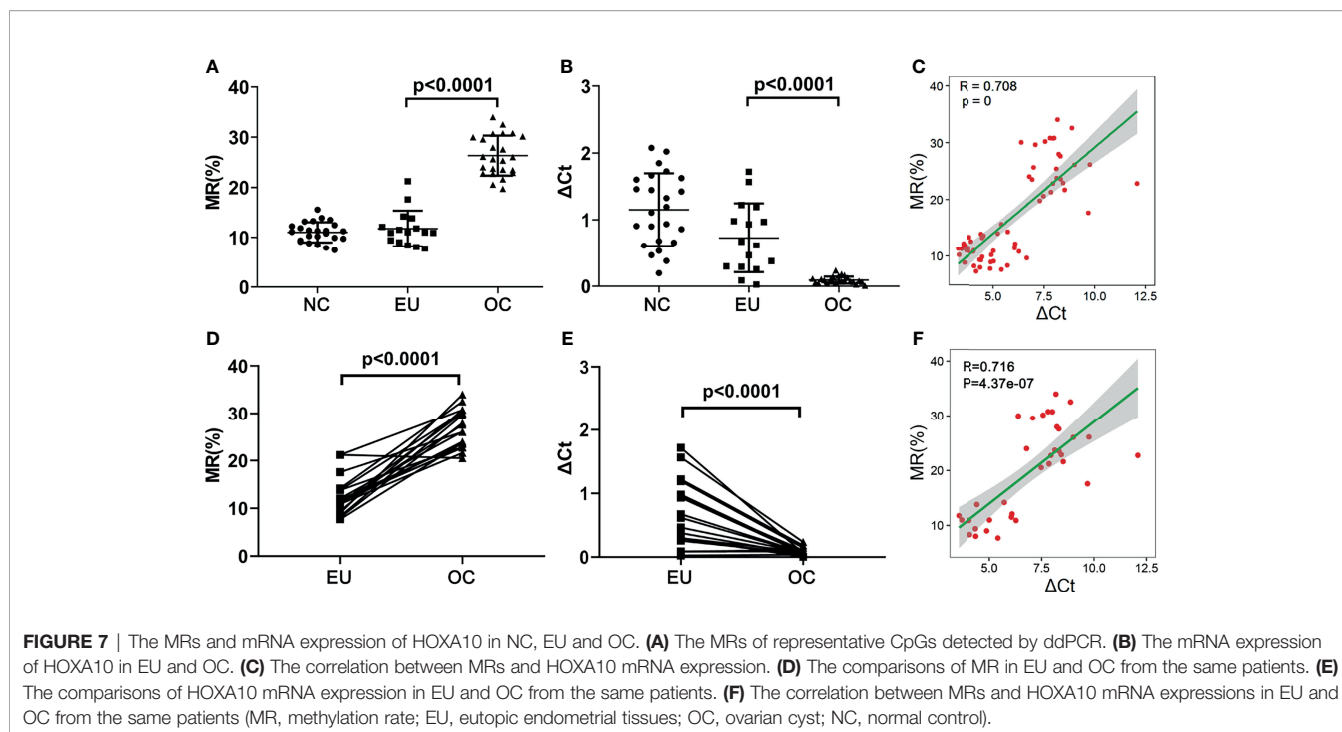 A
p<0.0001
MR(%)
40
30
20
10
0
NC EU OC
B
p<0.0001
ΔCt
3
2
1
0
NC EU OC
C
R = 0.708
p = 0
MR(%)
40
30
20
10
5.0 7.5 10.0 12.5
ΔCt
D
p<0.0001
MR(%)
40
30
20
10
0
EU OC
E
p<0.0001
ΔCt
3
2
1
0
EU OC
F
R=0.716
P=4.37e-07
MR(%)
40
30
20
10
5.0 7.5 10.0 12.5
ΔCt
FIGURE 7 | The MRs and mRNA expression of HOXA10 in NC, EU and OC. (A) The MRs of representative CpGs detected by ddPCR. (B) The mRNA expression
of HOXA10 in EU and OC. (C) The correlation between MRs and HOXA10 mRNA expression. (D) The comparisons of MR in EU and OC from the same patients. (E)
The comparisons of HOXA10 mRNA expression in EU and OC from the same patients. (F) The correlation between MRs and HOXA10 mRNA expressions in EU and
OC from the same patients (MR, methylation rate; EU, eutopic endometrial tissues; OC, ovarian cyst; NC, normal control).